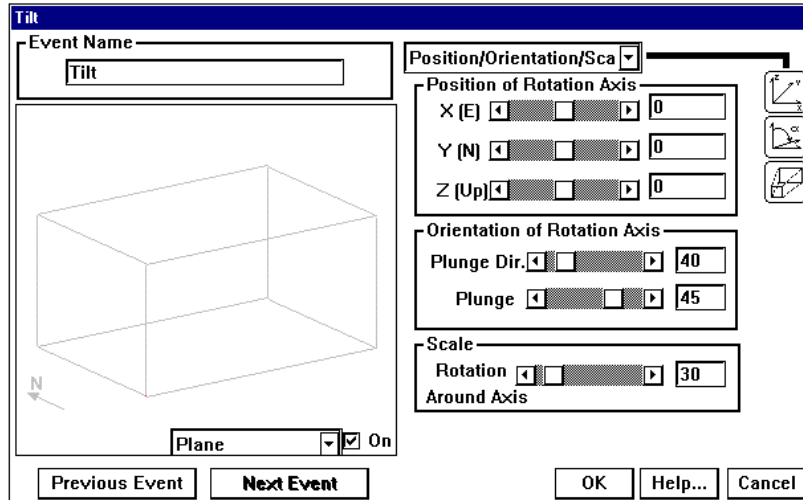 Tilt
Event Name
Tilt
Position/Orientation/Sca
Position of Rotation Axis
X (E) 0
Y (N) 0
Z (Up) 0
Orientation of Rotation Axis
Plunge Dir. 40
Plunge 45
Scale
Rotation 30
Around Axis
Z Y X
α
N
Plane On
Previous Event Next Event OK Help... Cancel